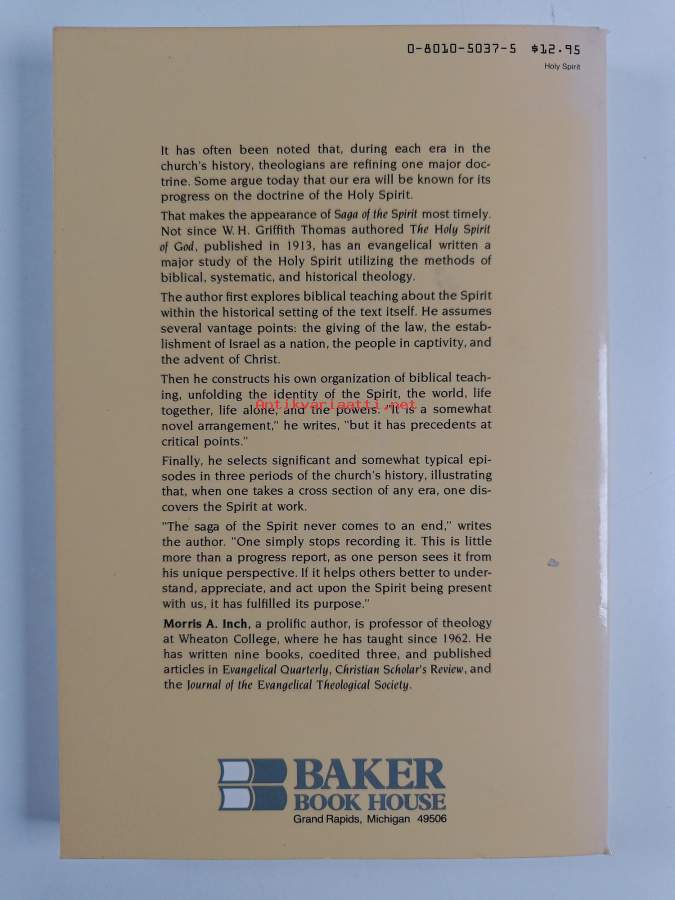 0-8010-5037-5 $12.95
Holy Spirit
It has often been noted that, during each era in the
church's history, theologians are refining one major doc-
trine. Some argue today that our era will be known for its
progress on the doctrine of the Holy Spirit.
That makes the appearance of Saga of the Spirit most timely.
Not since W. H. Griffith Thomas authored The Holy Spirit
of God, published in 1913, has an evangelical written a
major study of the Holy Spirit utilizing the methods of
biblical, systematic, and historical theology.
The author first explores biblical teaching about the Spirit
within the historical setting of the text itself. He assumes
several vantage points: the giving of the law, the estab-
lishment of Israel as a nation, the people in captivity, and
the advent of Christ.
Then he constructs his own organization of biblical teach-
ing, unfolding the identity of the Spirit, the world, life
together, life alone, and the powers. "It is a somewhat
Antikvariaatti.net
novel arrangement," he writes, "but it has precedents at
critical points."
Finally, he selects significant and somewhat typical epi-
sodes in three periods of the church's history, illustrating
that, when one takes a cross section of any era, one dis-
covers the Spirit at work.
"The saga of the Spirit never comes to an end," writes
the author. "One simply stops recording it. This is little
more than a progress report, as one person sees it from
his unique perspective. If it helps others better to under-
stand, appreciate, and act upon the Spirit being present
with us, it has fulfilled its purpose."
Morris A. Inch, a prolific author, is professor of theology
at Wheaton College, where he has taught since 1962. He
has written nine books, coedited three, and published
articles in Evangelical Quarterly, Christian Scholar's Review, and
the Journal of the Evangelical Theological Society.
BAKER
BOOK HOUSE
Grand Rapids, Michigan 49506